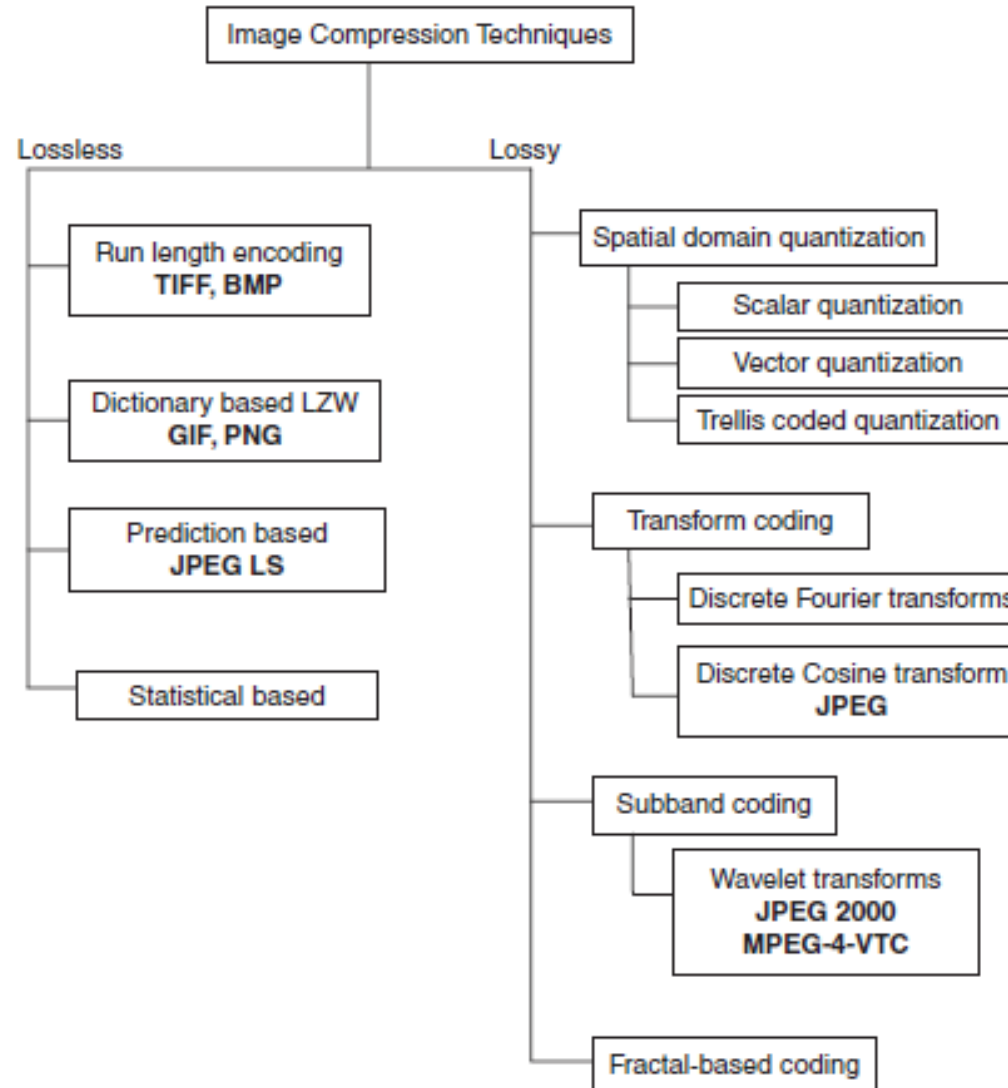 Image Compression Techniques
Lossless
Lossy
Run length encoding
TIFF, BMP
Dictionary based LZW
GIF, PNG
Prediction based
JPEG LS
Statistical based
Spatial domain quantization
Scalar quantization
Vector quantization
Trellis coded quantization
Transform coding
Discrete Fourier transforms
Discrete Cosine transform
JPEG
Subband coding
Wavelet transforms
JPEG 2000
MPEG-4-VTC
Fractal-based coding